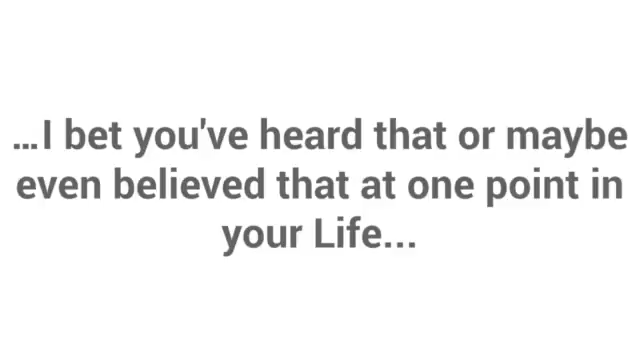 ...I bet you've heard that or maybe
even believed that at one point in
your Life...